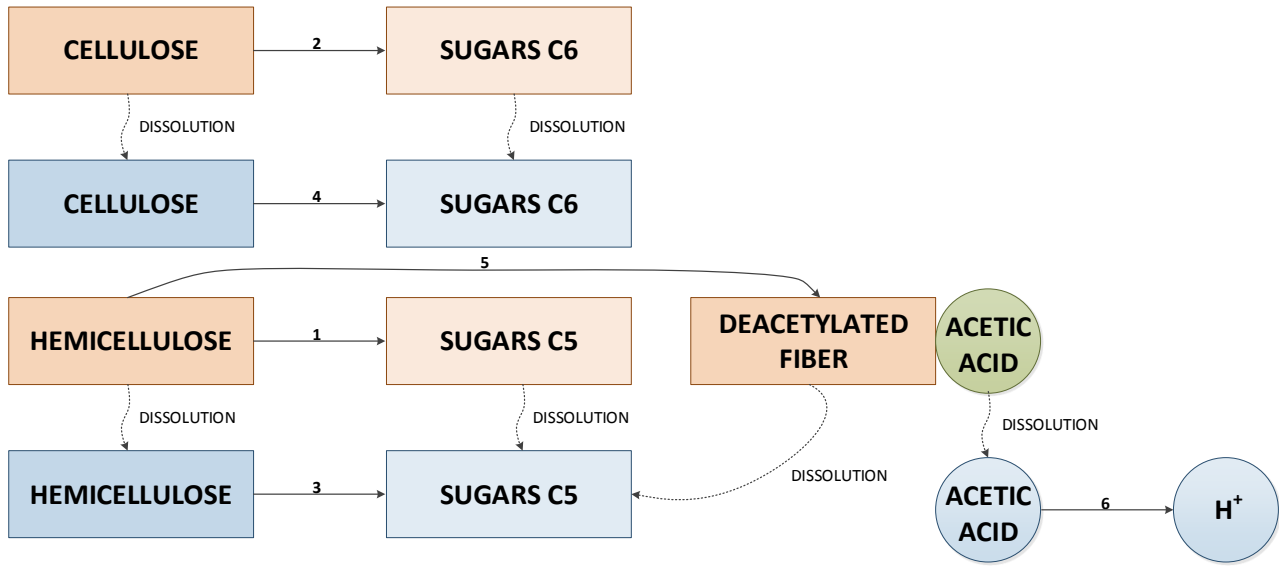 CELLULOSE
2
SUGARS C6
DISSOLUTION
DISSOLUTION
CELLULOSE
4
SUGARS C6
5
HEMICELLULOSE
1
SUGARS C5
DEACETYLATED
FIBER
ACETIC
ACID
DISSOLUTION
DISSOLUTION
DISSOLUTION
DISSOLUTION
HEMICELLULOSE
3
SUGARS C5
ACETIC
ACID
6
H⁺